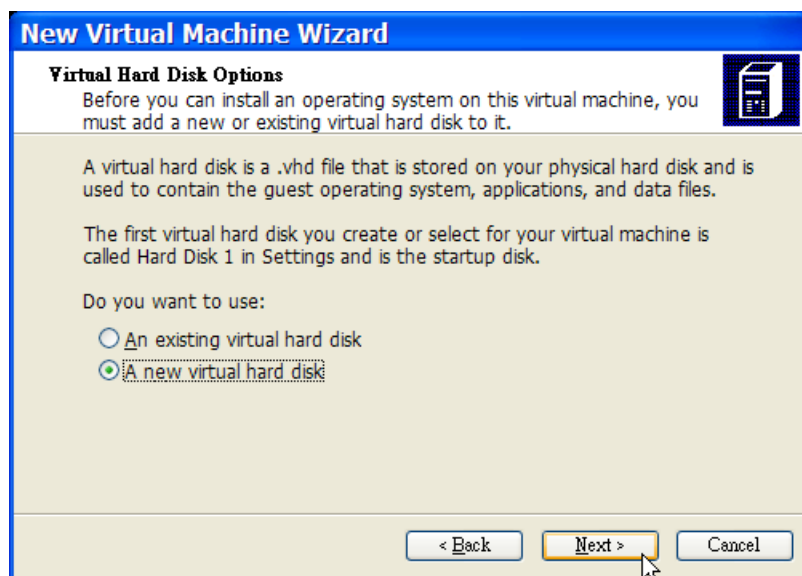 New Virtual Machine Wizard
Virtual Hard Disk Options
Before you can install an operating system on this virtual machine, you
must add a new or existing virtual hard disk to it.
A virtual hard disk is a .vhd file that is stored on your physical hard disk and is
used to contain the guest operating system, applications, and data files.
The first virtual hard disk you create or select for your virtual machine is
called Hard Disk 1 in Settings and is the startup disk.
Do you want to use:
An existing virtual hard disk
A new virtual hard disk
< Back Next > Cancel